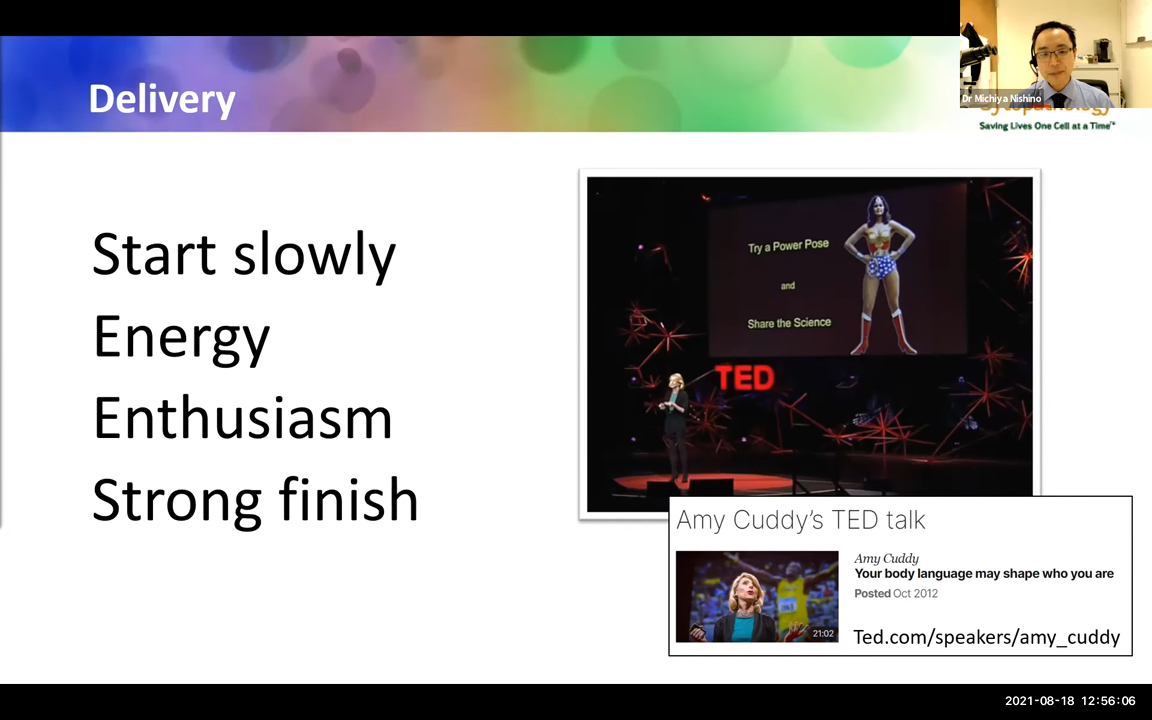 Delivery
Dr Michiya Nishino
Saving Lives One Cell at a Time™
Start slowly
Energy
Enthusiasm
Strong finish
Try a Power Pose
and
Share the Science
TED
Amy Cuddy's TED talk
Amy Cuddy
Your body language may shape who you are
Posted Oct 2012
21:02
Ted.com/speakers/amy_cuddy
2021-08-18 12:56:06